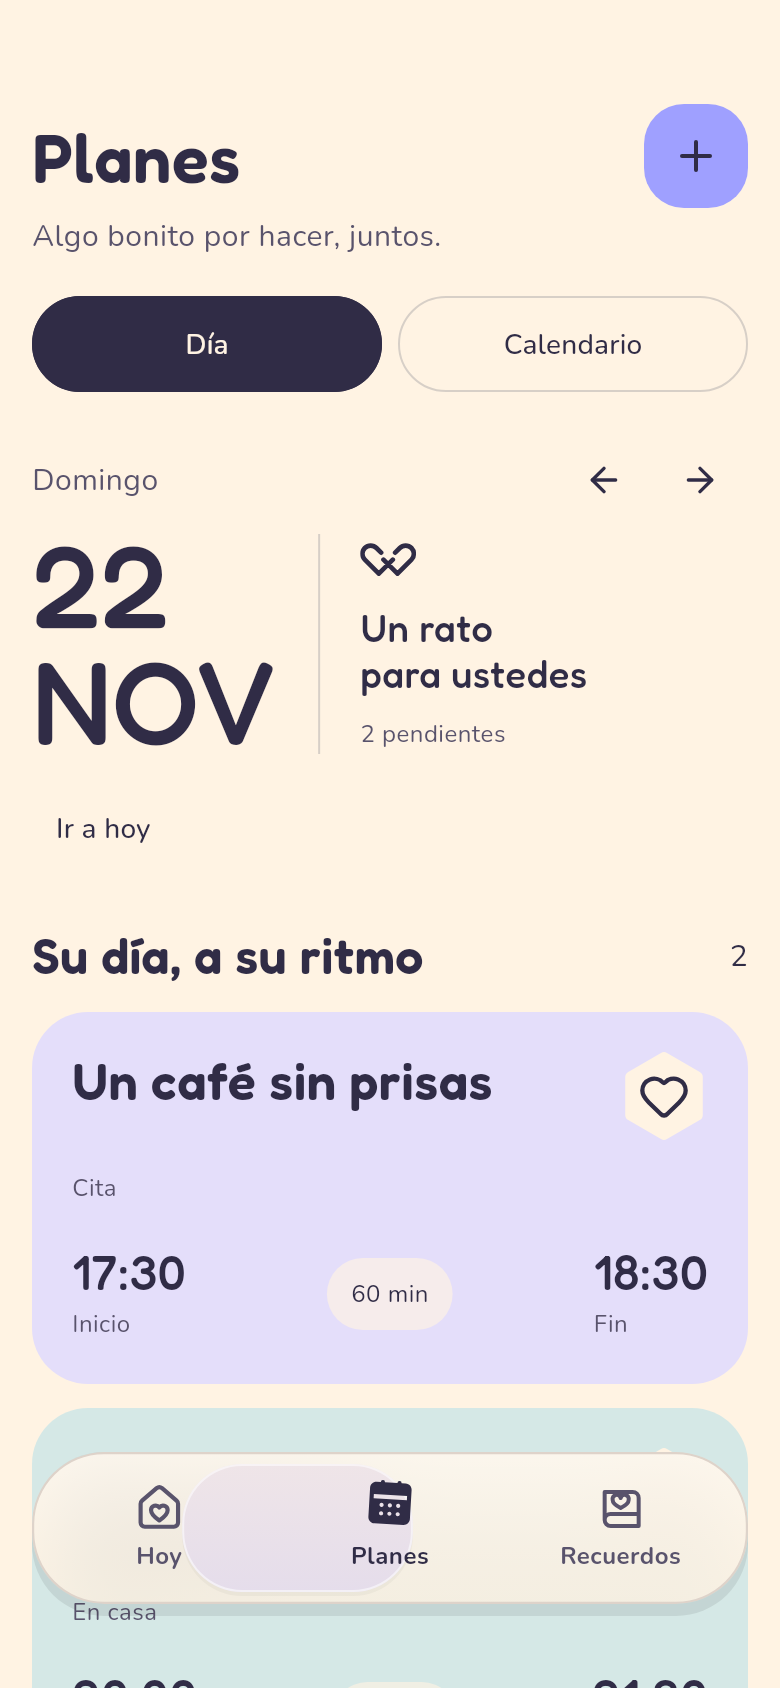 Planes
Algo bonito por hacer, juntos.
Día
Calendario
Domingo
22
NOV
Un rato
para ustedes
2 pendientes
Ir a hoy
Su día, a su ritmo
2
Un café sin prisas
Cita
17:30
60 min
18:30
Inicio
Fin
Hoy
Planes
Recuerdos
En casa